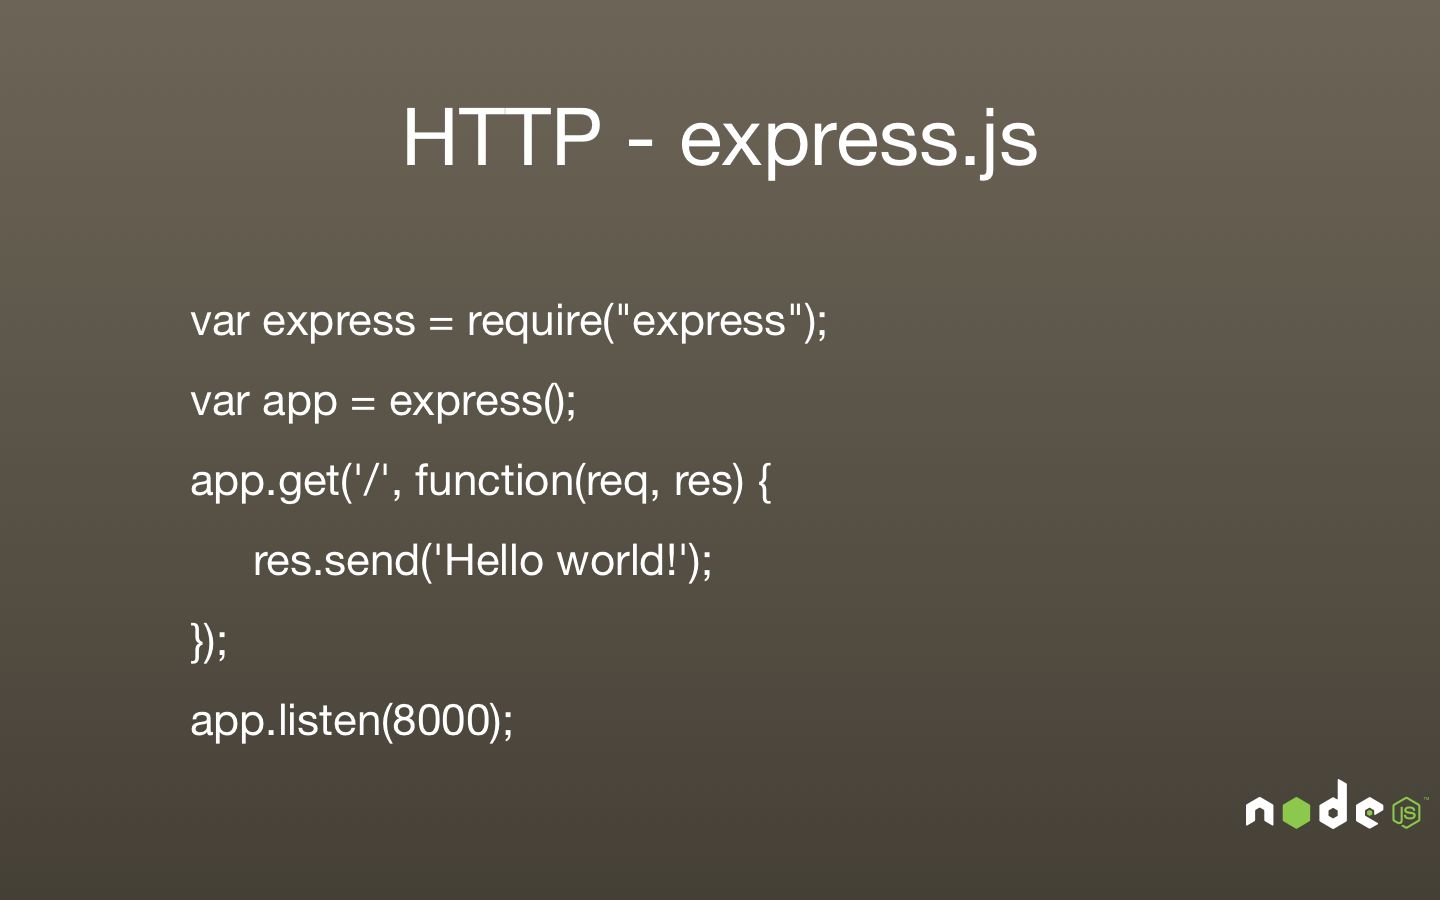 HTTP - express.js
var express = require("express");
var app = express();
app.get('/', function(req, res) {
res.send('Hello world!');
});
app.listen(8000);
node JS ™